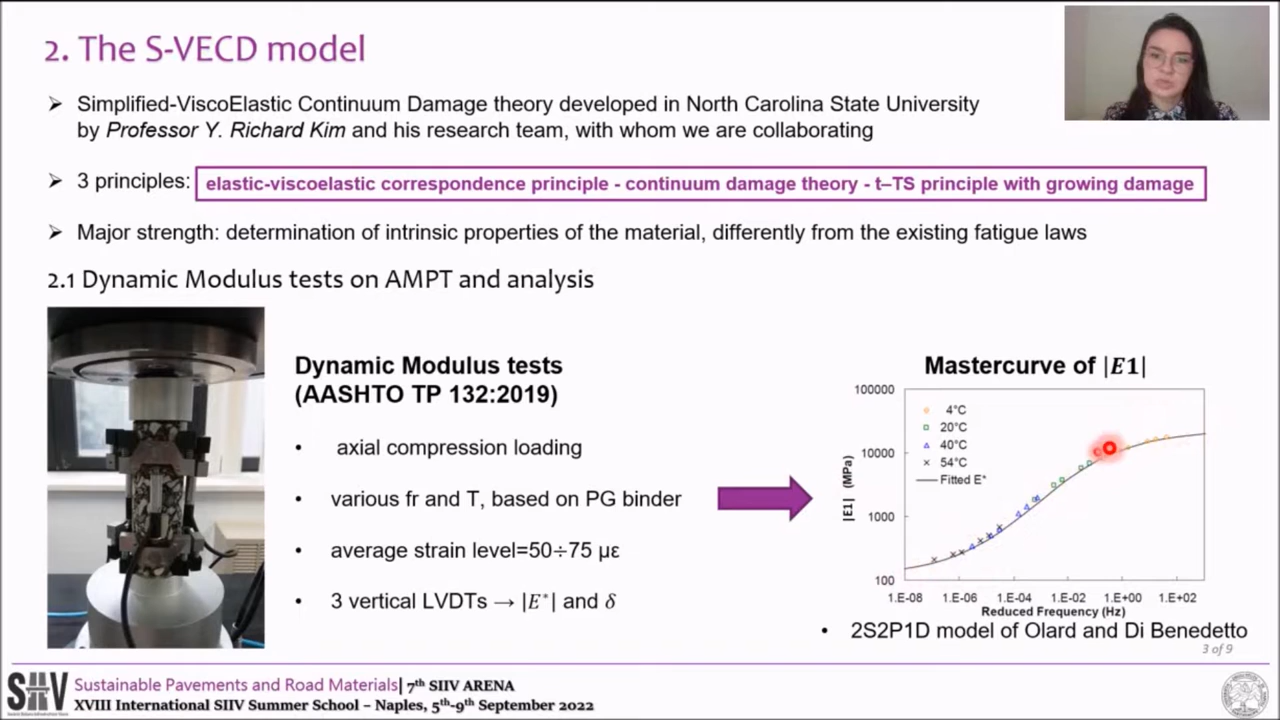 2. The S-VECD model
➢ Simplified-ViscoElastic Continuum Damage theory developed in North Carolina State University
by Professor Y. Richard Kim and his research team, with whom we are collaborating
➢ 3 principles: elastic-viscoelastic correspondence principle - continuum damage theory - t–TS principle with growing damage
➢ Major strength: determination of intrinsic properties of the material, differently from the existing fatigue laws
2.1 Dynamic Modulus tests on AMPT and analysis
Dynamic Modulus tests
(AASHTO TP 132:2019)
• axial compression loading
• various fr and T, based on PG binder
• average strain level=50÷75 με
• 3 vertical LVDTs → |E*| and δ
Mastercurve of |E1|
100000
10000
1000
100
|E1| (MPa)
4°C
20°C
40°C
54°C
Fitted E*
1.E-08 1.E-06 1.E-04 1.E-02 1.E+00 1.E+02
Reduced Frequency (Hz)
• 2S2P1D model of Olard and Di Benedetto
3 of 9
SIIV
Sustainable Pavements and Road Materials| 7th SIIV ARENA
XVIII International SIIV Summer School – Naples, 5th-9th September 2022